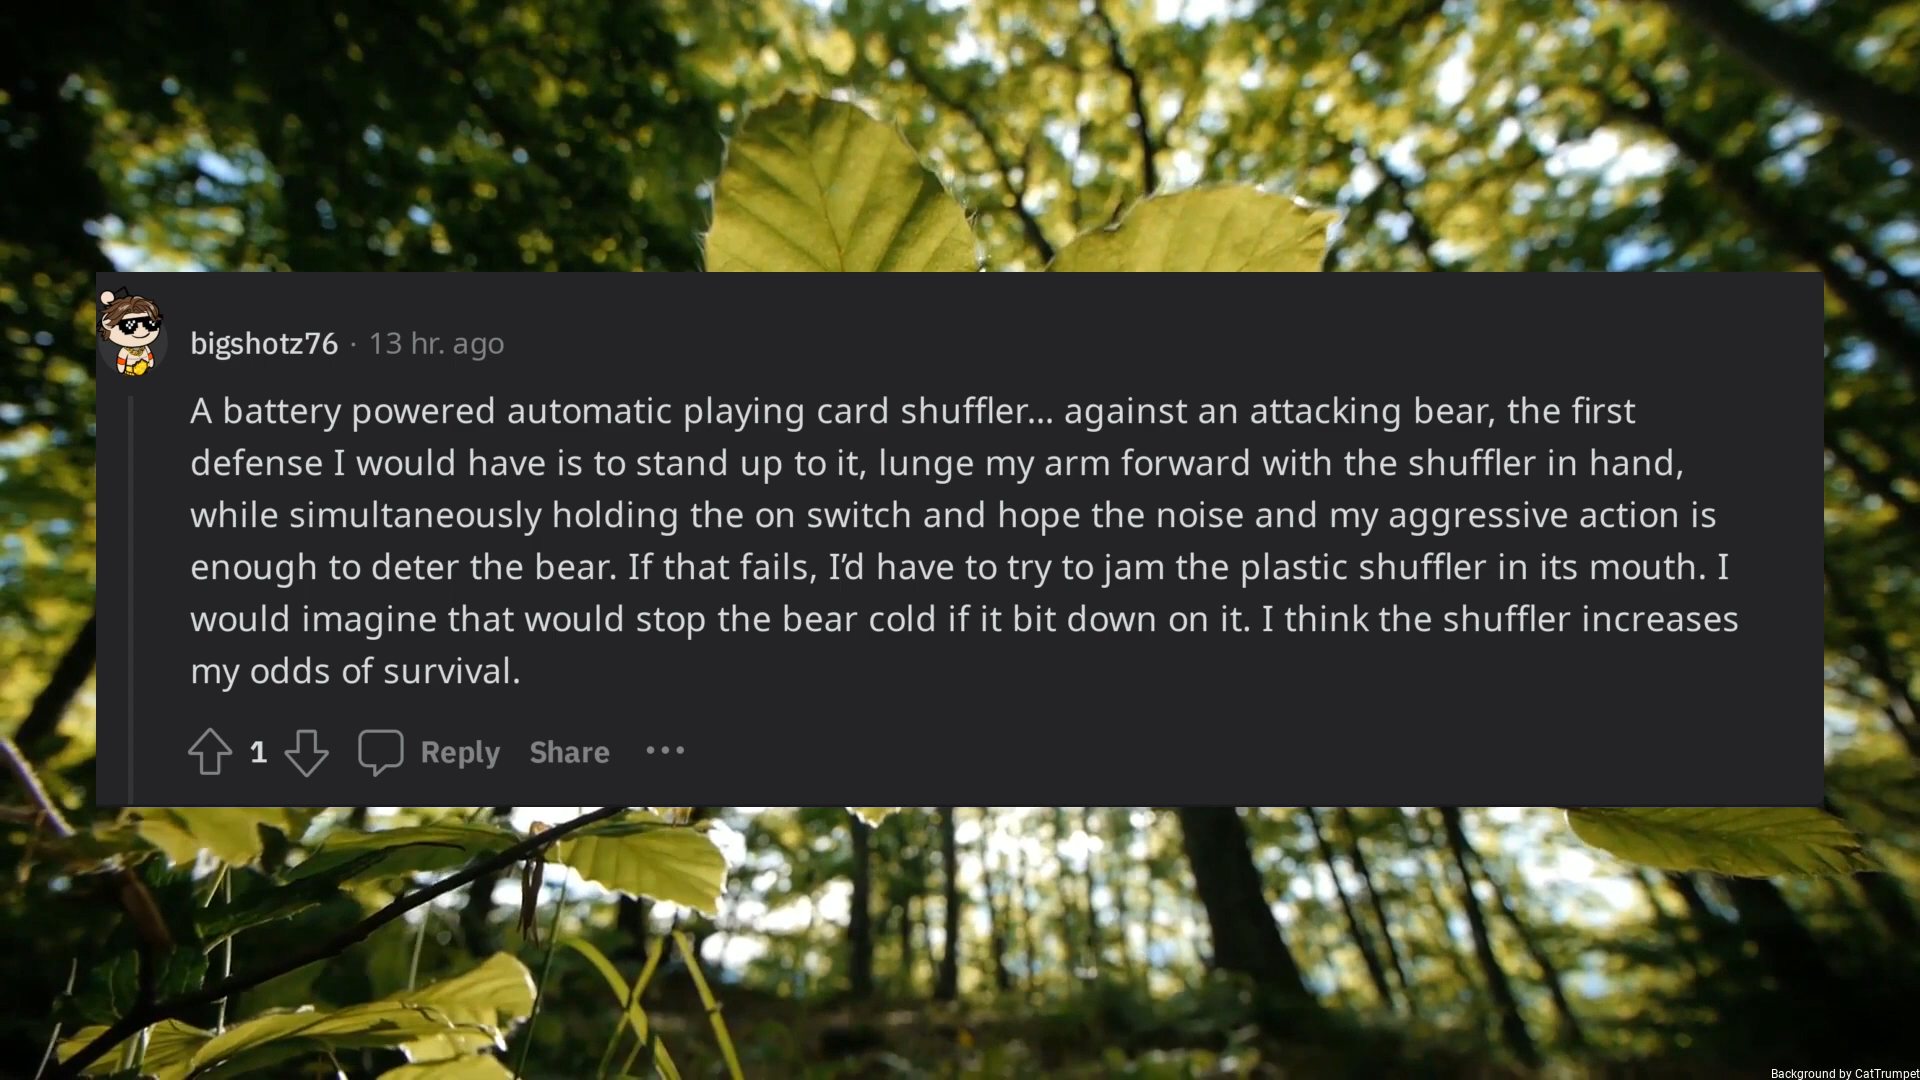 bigshotz76 · 13 hr. ago
A battery powered automatic playing card shuffler... against an attacking bear, the first
defense I would have is to stand up to it, lunge my arm forward with the shuffler in hand,
while simultaneously holding the on switch and hope the noise and my aggressive action is
enough to deter the bear. If that fails, I’d have to try to jam the plastic shuffler in its mouth. I
would imagine that would stop the bear cold if it bit down on it. I think the shuffler increases
my odds of survival.
1 Reply Share ...
Background by CatTrumpet